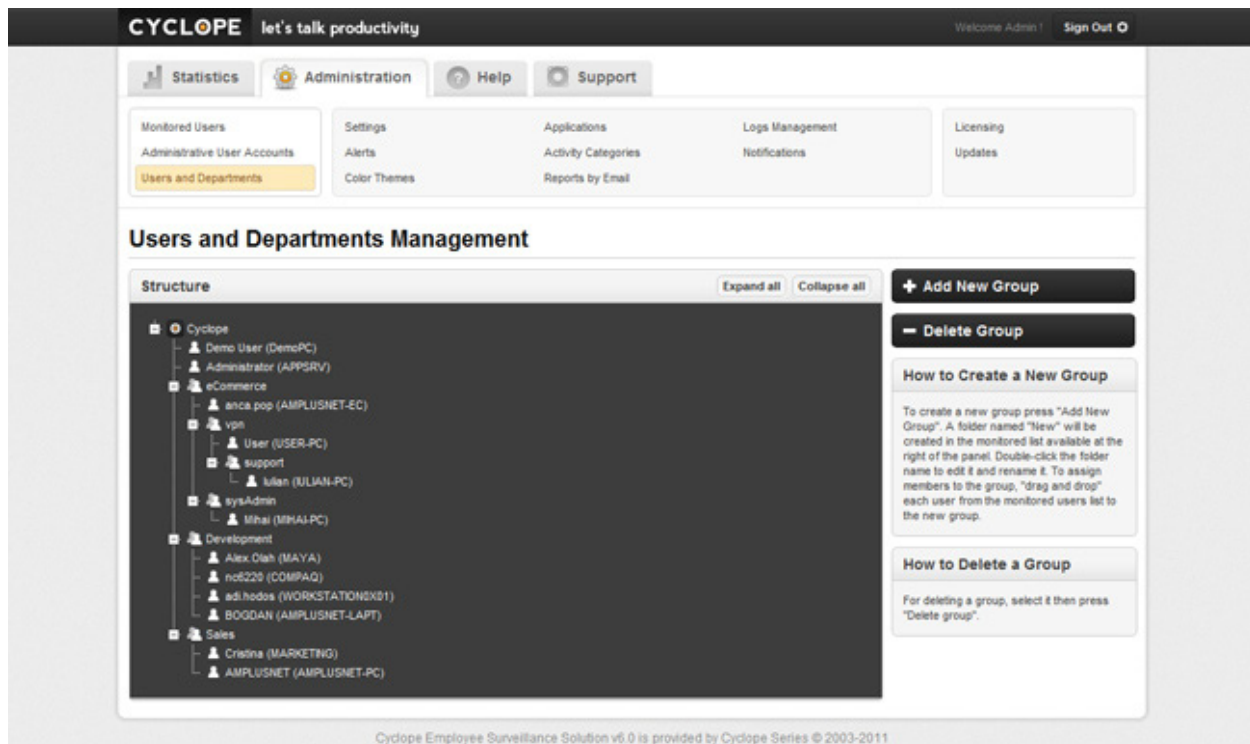 CYCLOPE let's talk productivity
Welcome Admin !
Sign Out
Statistics
Administration
Help
Support
Monitored Users
Administrative User Accounts
Users and Departments
Settings
Alerts
Color Themes
Applications
Activity Categories
Reports by Email
Logs Management
Notifications
Licensing
Updates
Users and Departments Management
Structure
Expand all
Collapse all
Cyclope
Demo User (DemoPC)
Administrator (APPSRV)
eCommerce
anca.pop (AMPLUSNET-EC)
vpn
User (USER-PC)
support
Iulian (IULIAN-PC)
sysAdmin
Mihai (MIHAI-PC)
Development
Alex.Olah (MAYA)
nc6220 (COMPAQ)
adi.hodos (WORKSTATION0X01)
BOGDAN (AMPLUSNET-LAPT)
Sales
Cristina (MARKETING)
AMPLUSNET (AMPLUSNET-PC)
Add New Group
Delete Group
How to Create a New Group
To create a new group press "Add New
Group". A folder named "New" will be
created in the monitored list available at the
right of the panel. Double-click the folder
name to edit it and rename it. To assign
members to the group, "drag and drop"
each user from the monitored users list to
the new group.
How to Delete a Group
For deleting a group, select it then press
"Delete group".
Cyclope Employee Surveillance Solution v6.0 is provided by Cyclope Series © 2003-2011